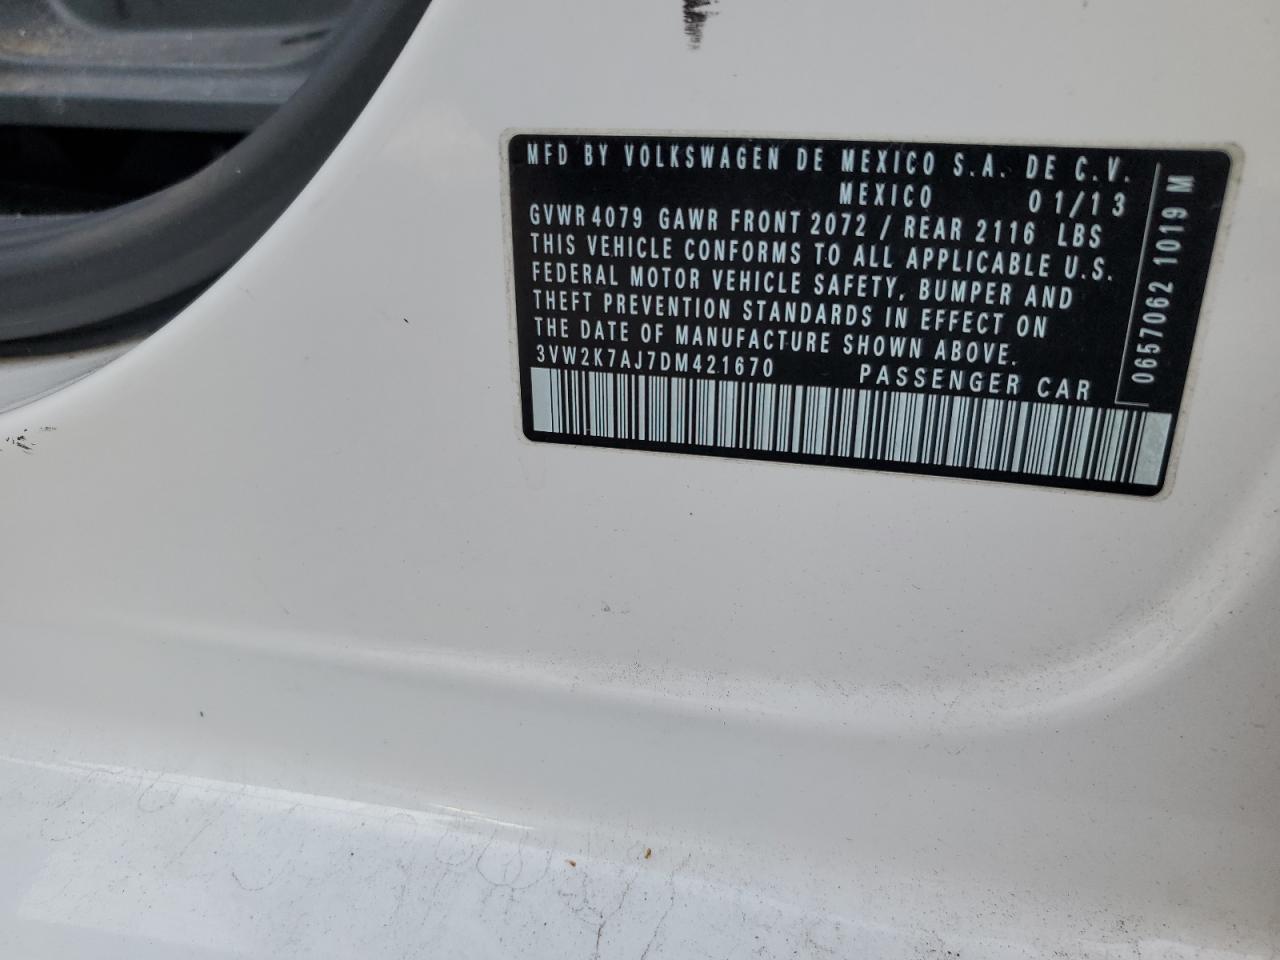 MFD BY VOLKSWAGEN DE MEXICO S.A. DE C.V.
MEXICO 01/13
GVWR 4079 GAWR FRONT 2072 / REAR 2116 LBS
THIS VEHICLE CONFORMS TO ALL APPLICABLE U.S.
FEDERAL MOTOR VEHICLE SAFETY, BUMPER AND
THEFT PREVENTION STANDARDS IN EFFECT ON
THE DATE OF MANUFACTURE SHOWN ABOVE.
3VW2K7AJ7DM421670 PASSENGER CAR
0657062 1019 M